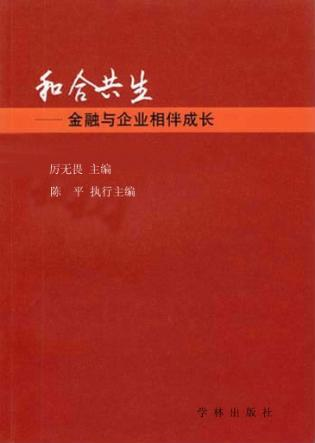 和合共生
——金融与企业相伴成长
厉无畏 主编
陈 平 执行主编
学林出版社